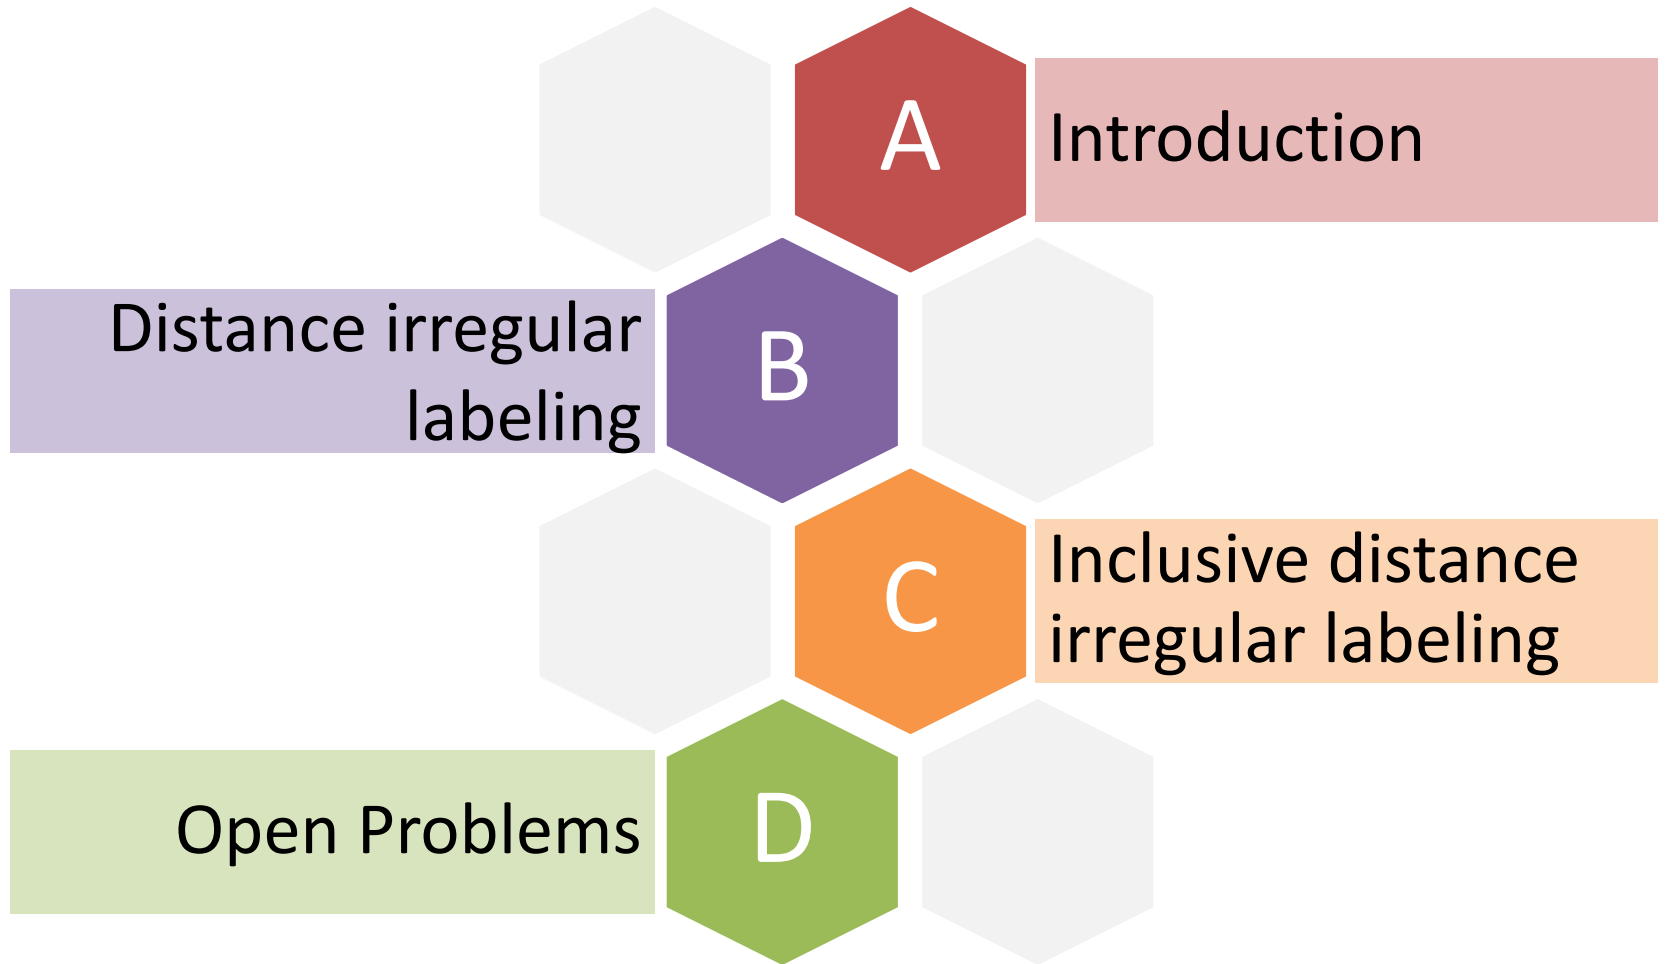 A
Introduction
Distance irregular
labeling
B
C
Inclusive distance
irregular labeling
Open Problems
D